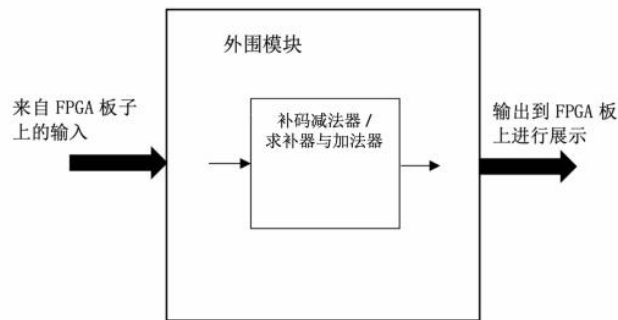 外围模块
来自 FPGA 板子
上的输入
补码减法器 /
求补器与加法器
输出到 FPGA 板
上进行展示